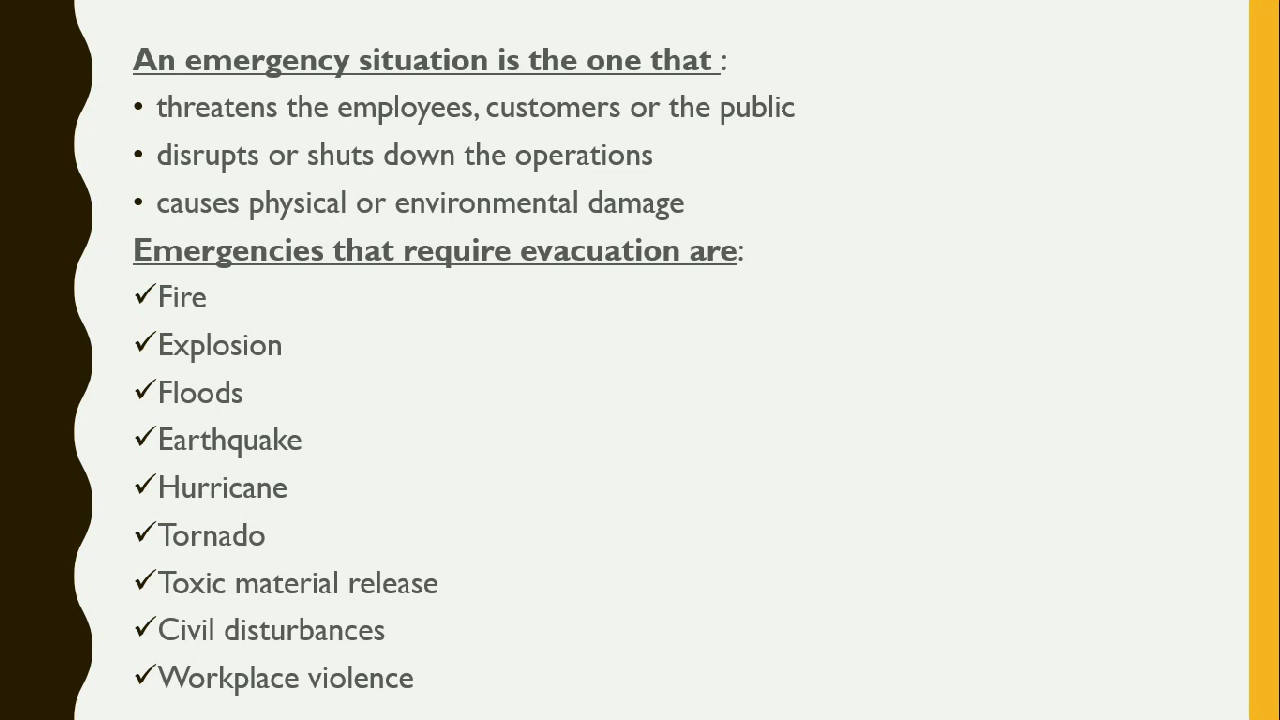 An emergency situation is the one that :
• threatens the employees, customers or the public
• disrupts or shuts down the operations
• causes physical or environmental damage
Emergencies that require evacuation are:
✓Fire
✓Explosion
✓Floods
✓Earthquake
✓Hurricane
✓Tornado
✓Toxic material release
✓Civil disturbances
✓Workplace violence